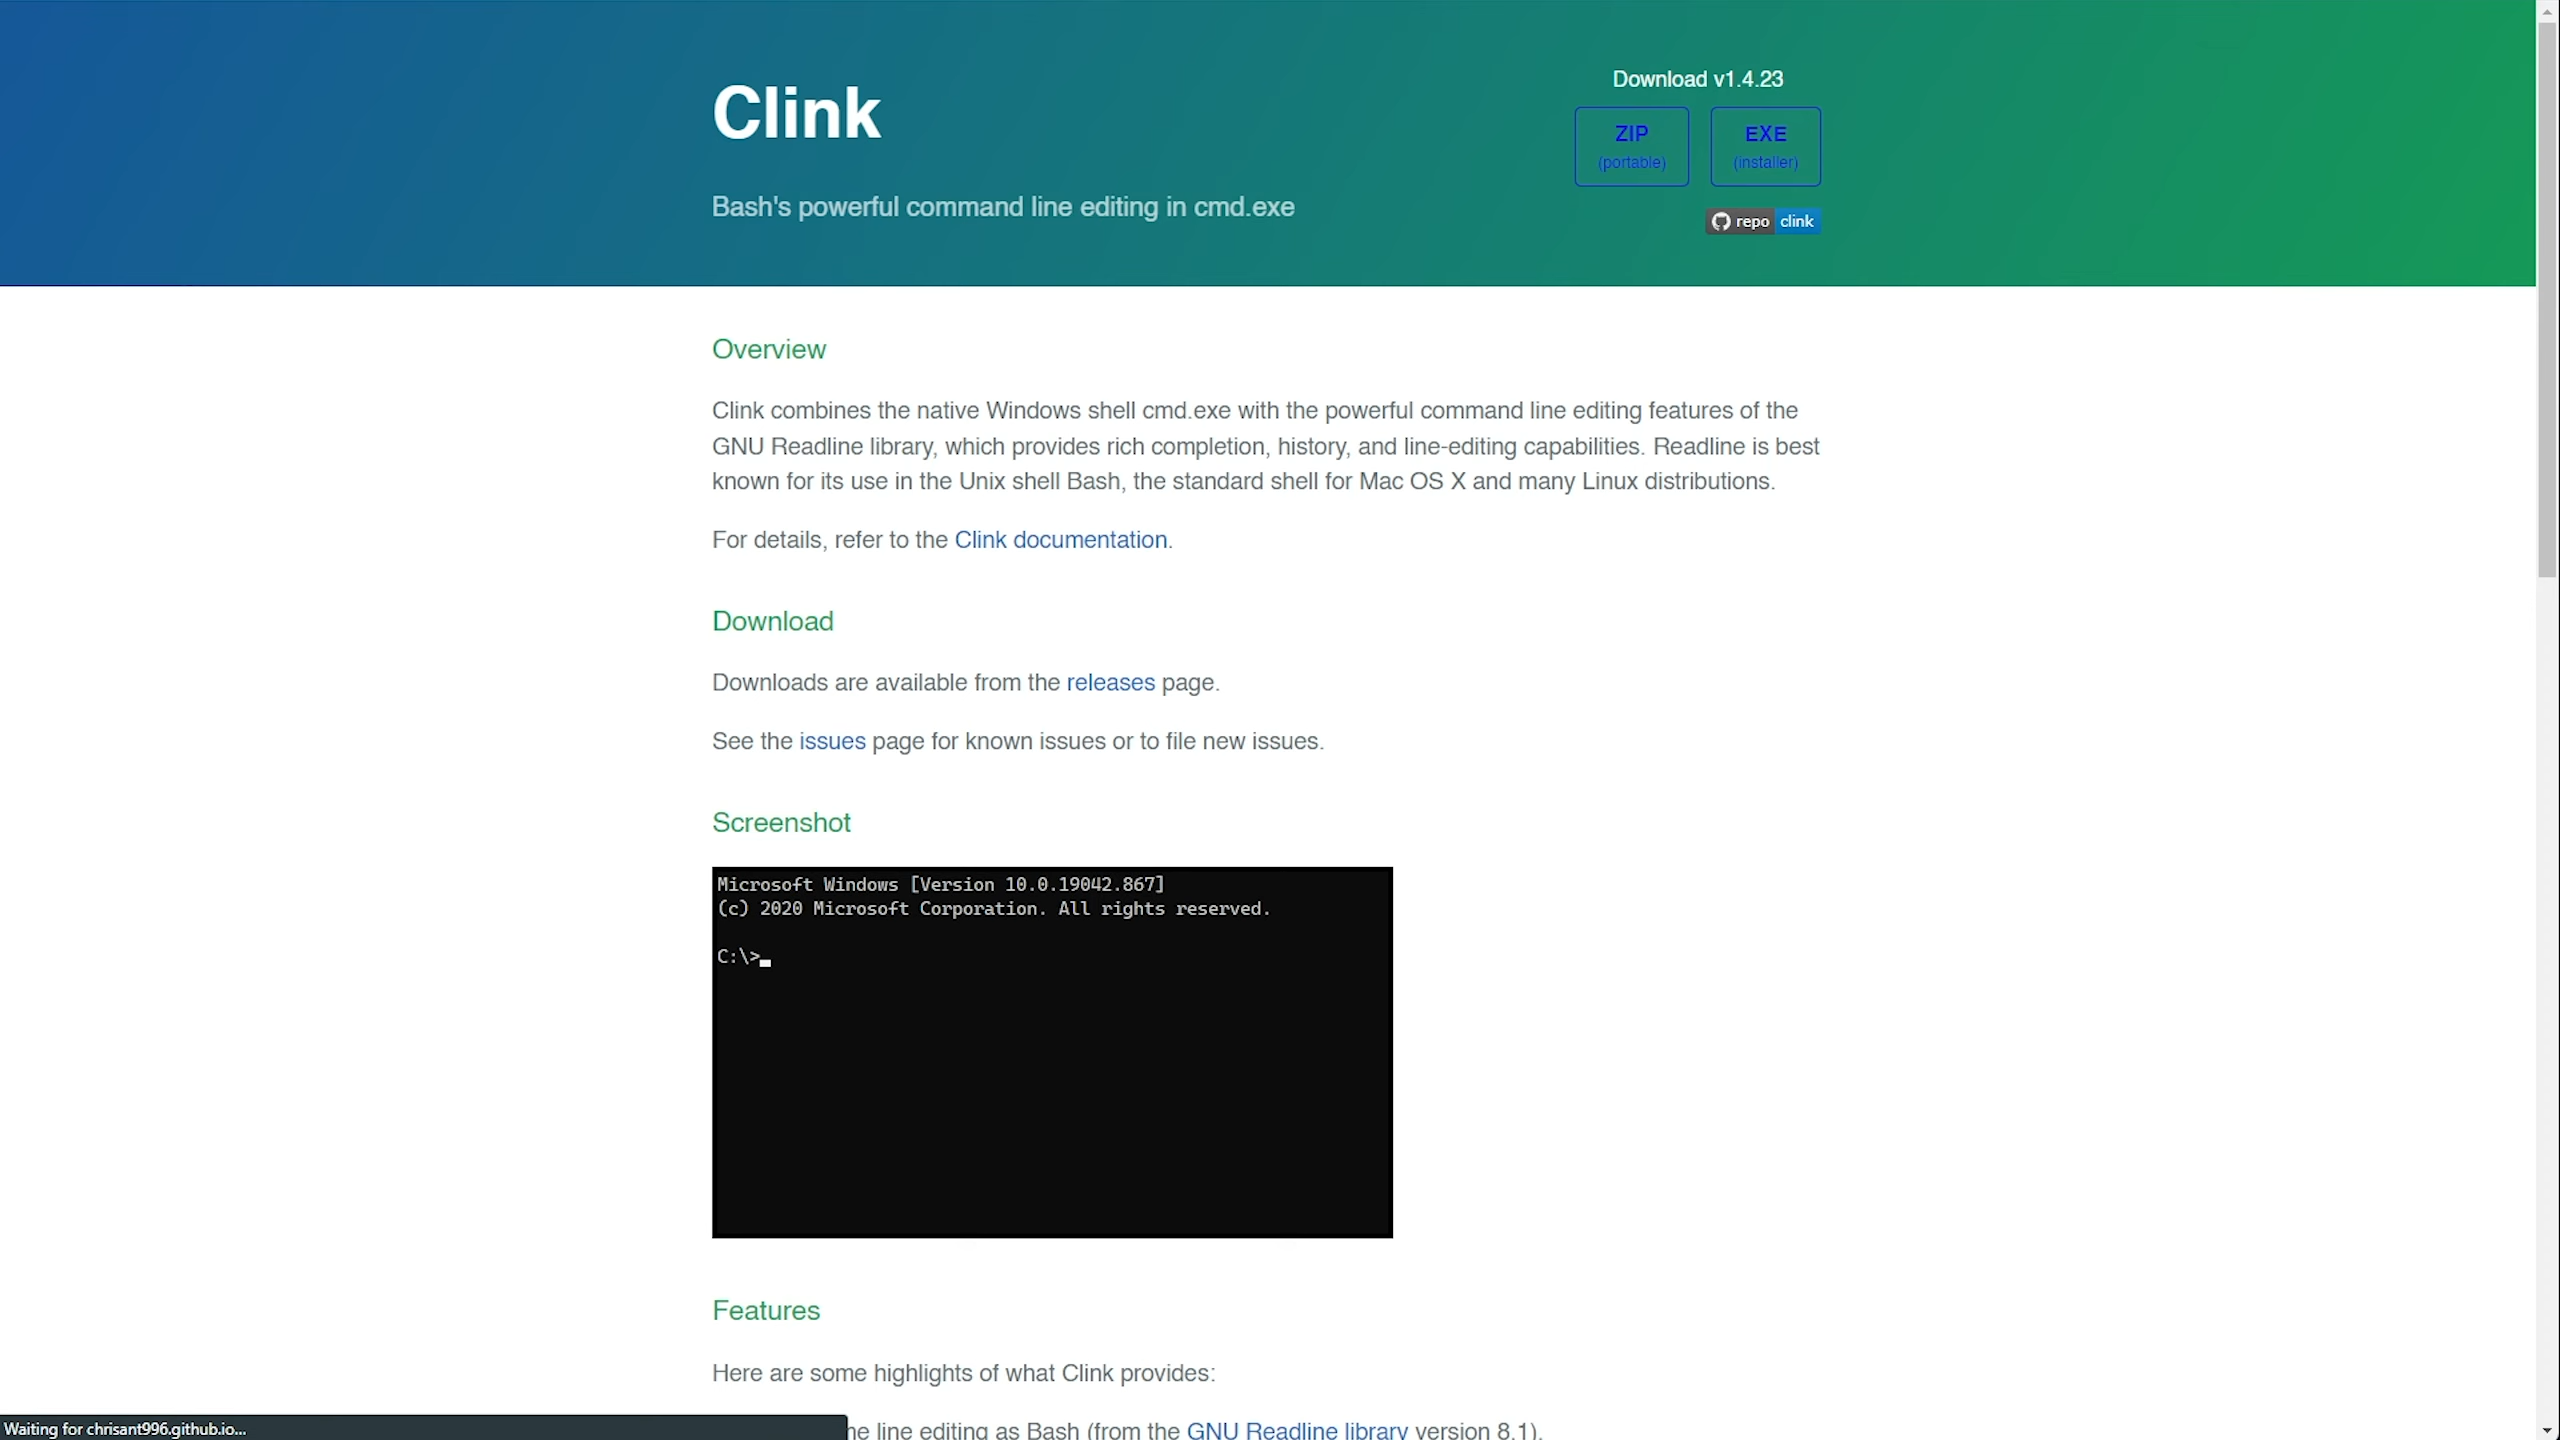 Clink
Bash's powerful command line editing in cmd.exe
Download v1.4.23
ZIP
(portable)
EXE
(installer)
repo clink
Overview
Clink combines the native Windows shell cmd.exe with the powerful command line editing features of the
GNU Readline library, which provides rich completion, history, and line-editing capabilities. Readline is best
known for its use in the Unix shell Bash, the standard shell for Mac OS X and many Linux distributions.
For details, refer to the Clink documentation.
Download
Downloads are available from the releases page.
See the issues page for known issues or to file new issues.
Screenshot
Microsoft Windows [Version 10.0.19042.867]
(c) 2020 Microsoft Corporation. All rights reserved.
C:\>
Features
Here are some highlights of what Clink provides:
line editing as Bash (from the GNU Readline library version 8.1).
Waiting for chrisant996.github.io...